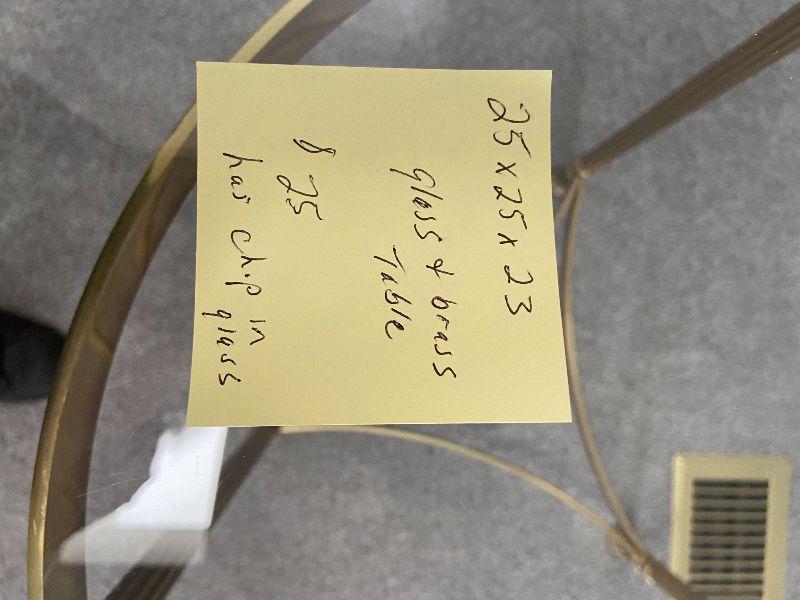 25 x 25 x 23
glass & brass
Table
$ 25
has chip in
glass